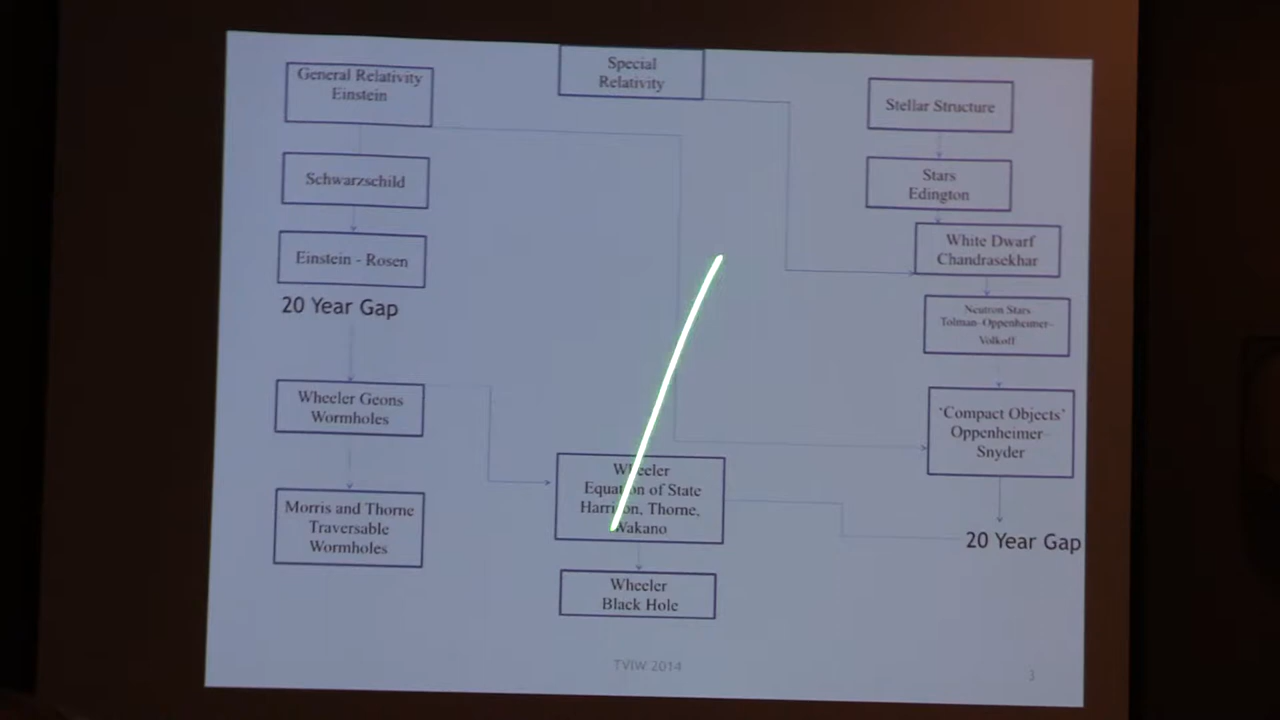 General Relativity
Einstein
Special
Relativity
Stellar Structure
Schwarzschild
Stars
Edington
Einstein - Rosen
20 Year Gap
White Dwarf
Chandrasekhar
Neutron Stars
Tolman-Oppenheimer-
Volkoff
Wheeler Geons
Wormholes
'Compact Objects'
Oppenheimer-
Snyder
Wheeler
Equation of State
Harrison, Thorne,
Wakano
Morris and Thorne
Traversable
Wormholes
20 Year Gap
Wheeler
Black Hole
TVIW 2014
3